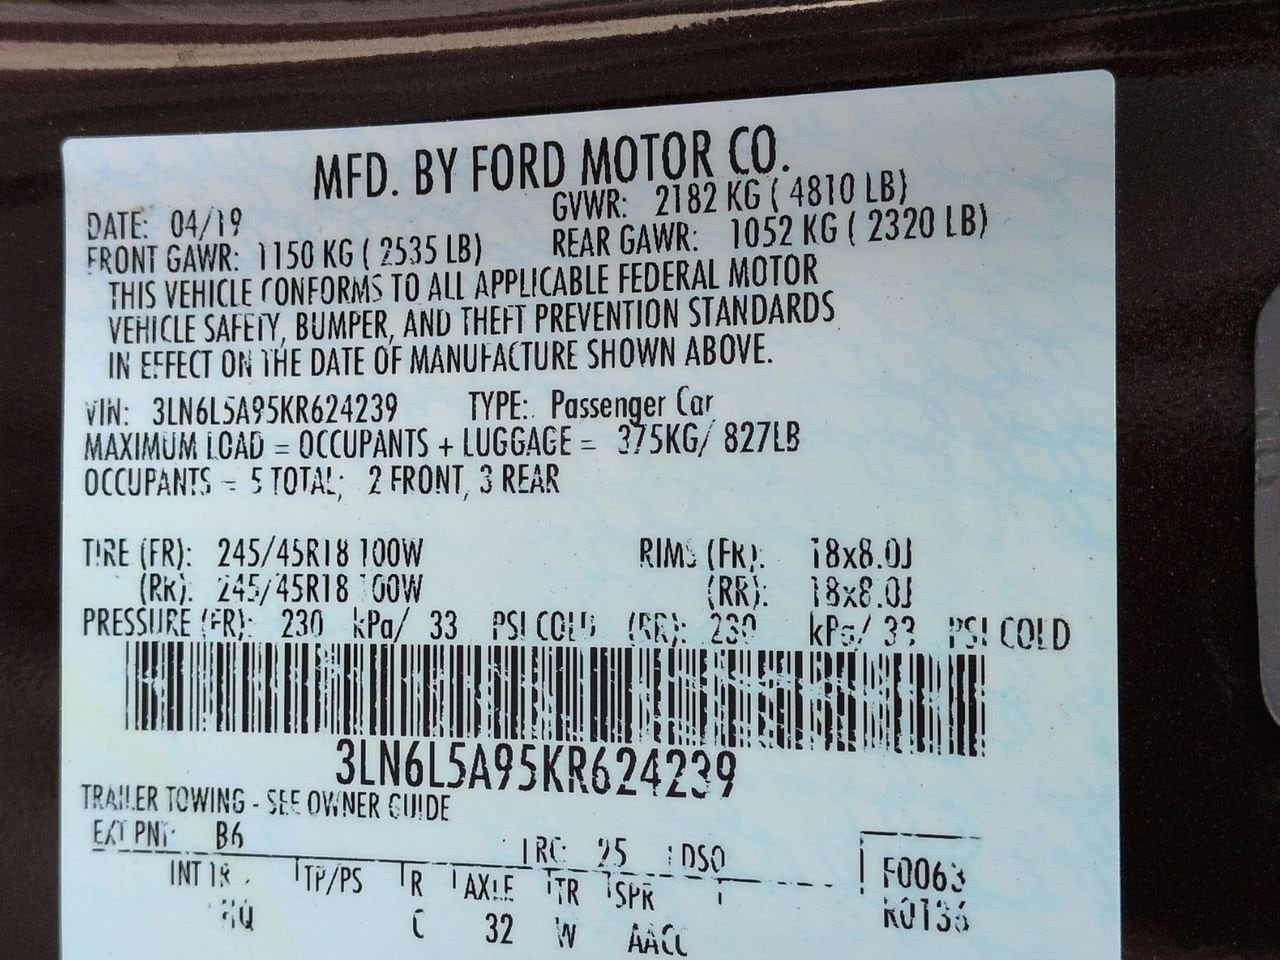 MFD. BY FORD MOTOR CO.
DATE: 04/19 GVWR: 2182 KG ( 4810 LB)
FRONT GAWR: 1150 KG ( 2535 LB) REAR GAWR: 1052 KG ( 2320 LB)
THIS VEHICLE CONFORMS TO ALL APPLICABLE FEDERAL MOTOR
VEHICLE SAFETY, BUMPER, AND THEFT PREVENTION STANDARDS
IN EFFECT ON THE DATE OF MANUFACTURE SHOWN ABOVE.
VIN: 3LN6L5A95KR624239 TYPE: Passenger Car
MAXIMUM LOAD = OCCUPANTS + LUGGAGE = 375KG/ 827LB
OCCUPANTS = 5 TOTAL; 2 FRONT, 3 REAR
TIRE (FR): 245/45R18 100W RIMS (FR): 18x8.0J
(RR): 245/45R18 100W (RR): 18x8.0J
PRESSURE (FR): 230 kPa/ 33 PSI COLD (RR): 230 kPa/ 33 PSI COLD
3LN6L5A95KR624239
TRAILER TOWING - SEE OWNER GUIDE
EXT PNT: B6 RC: 25 DSO
INT TR TP/PS R AXLE TR SPR F0063
C 32 W AACC